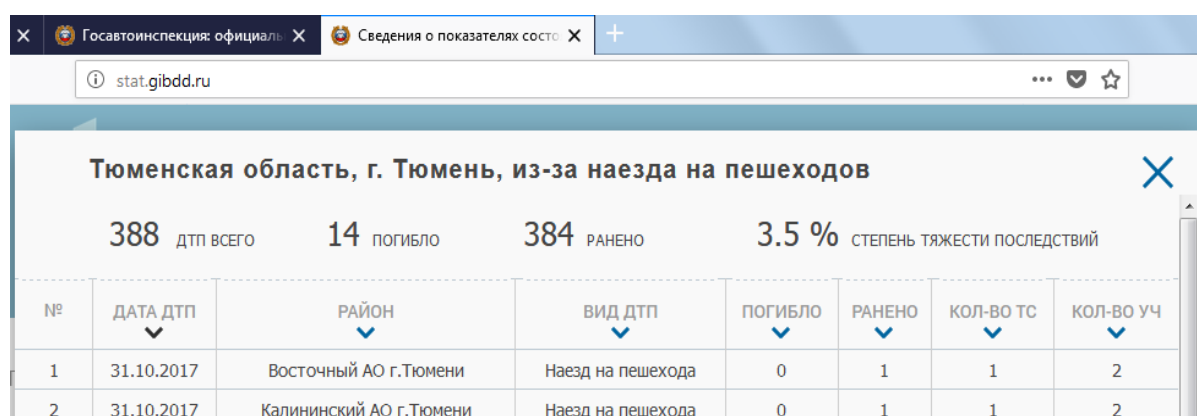 Госавтоинспекция: официаль
Сведения о показателях состо
stat.gibdd.ru
Тюменская область, г. Тюмень, из-за наезда на пешеходов
388 ДТП ВСЕГО 14 ПОГИБЛО 384 РАНЕНО 3.5 % СТЕПЕНЬ ТЯЖЕСТИ ПОСЛЕДСТВИЙ
№ ДАТА ДТП РАЙОН ВИД ДТП ПОГИБЛО РАНЕНО КОЛ-ВО ТС КОЛ-ВО УЧ
1 31.10.2017 Восточный АО г.Тюмени Наезд на пешехода 0 1 1 2
2 31.10.2017 Калининский АО г.Тюмени Наезд на пешехода 0 1 1 2